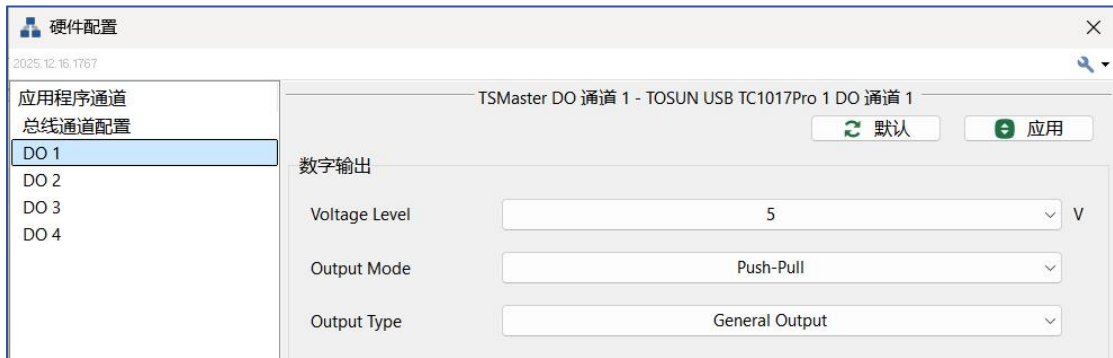 硬件配置
2025.12.16.1767
应用程序通道
总线通道配置
DO 1
DO 2
DO 3
DO 4
TSMaster DO 通道 1 - TOSUN USB TC1017Pro 1 DO 通道 1
默认 应用
数字输出
Voltage Level 5 V
Output Mode Push-Pull
Output Type General Output